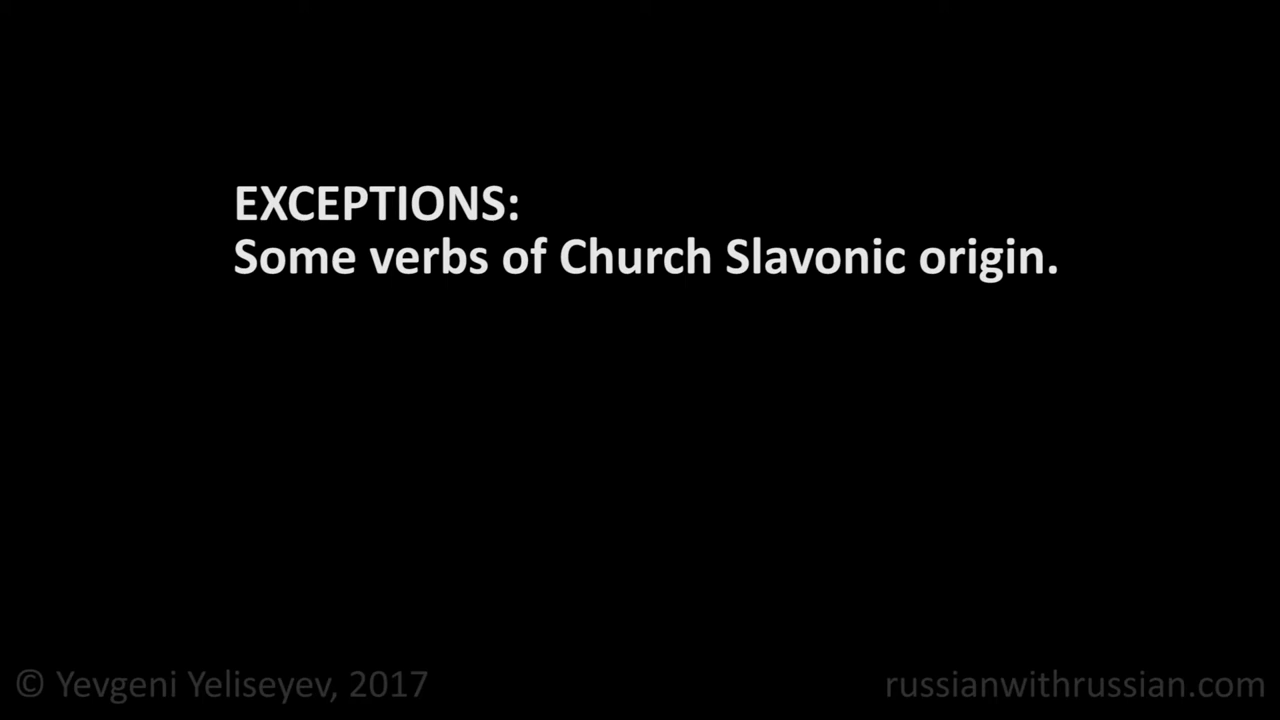 EXCEPTIONS:
Some verbs of Church Slavonic origin.
© Yevgeni Yeliseyev, 2017
russianwithrussian.com